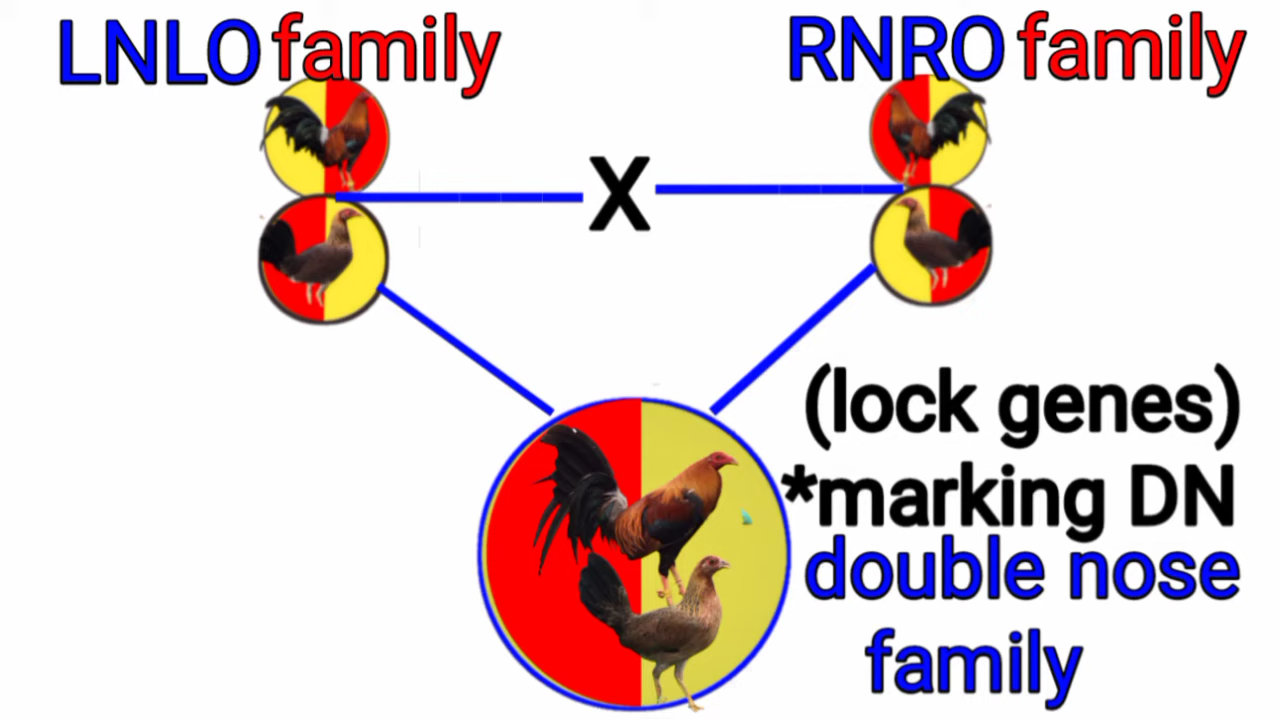 LNLO family
RNRO family
X
(lock genes)
*marking DN
double nose
family